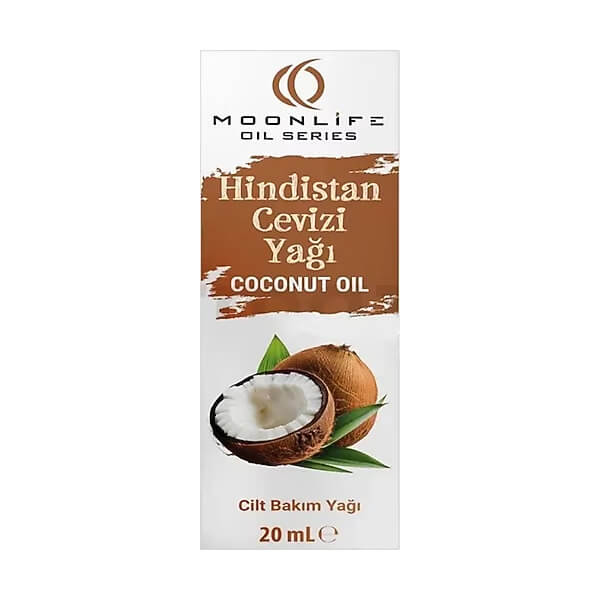 MOONLİFE
OIL SERIES
Hindistan
Cevizi
Yağı
COCONUT OIL
Cilt Bakım Yağı
20 mL ℮